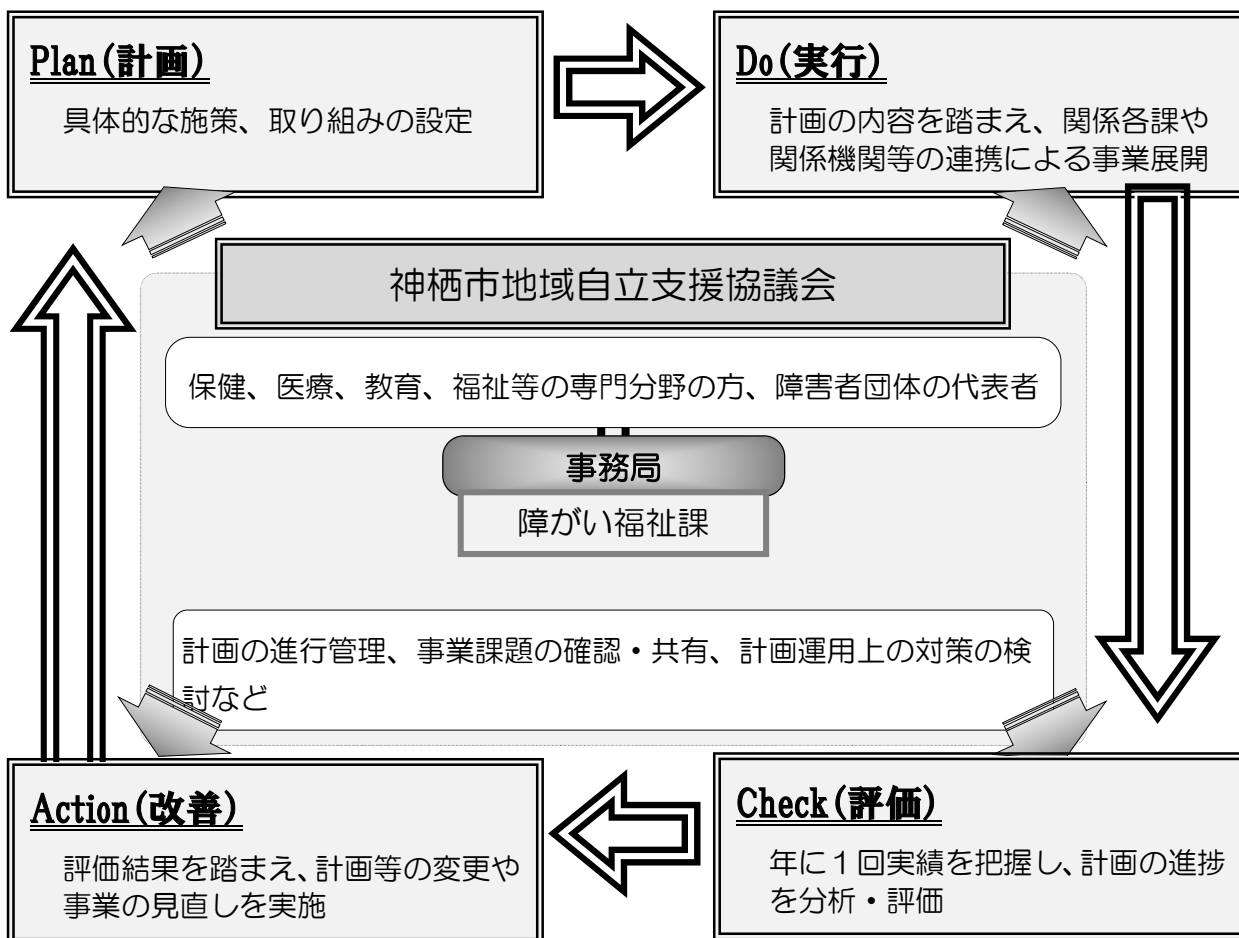 Plan(計画)
具体的な施策、取り組みの設定
Do(実行)
計画の内容を踏まえ、関係各課や
関係機関等の連携による事業展開
神栖市地域自立支援協議会
保健、医療、教育、福祉等の専門分野の方、障害者団体の代表者
事務局
障がい福祉課
計画の進行管理、事業課題の確認・共有、計画運用上の対策の検
討など
Action(改善)
評価結果を踏まえ、計画等の変更や
事業の見直しを実施
Check(評価)
年に1回実績を把握し、計画の進捗
を分析・評価